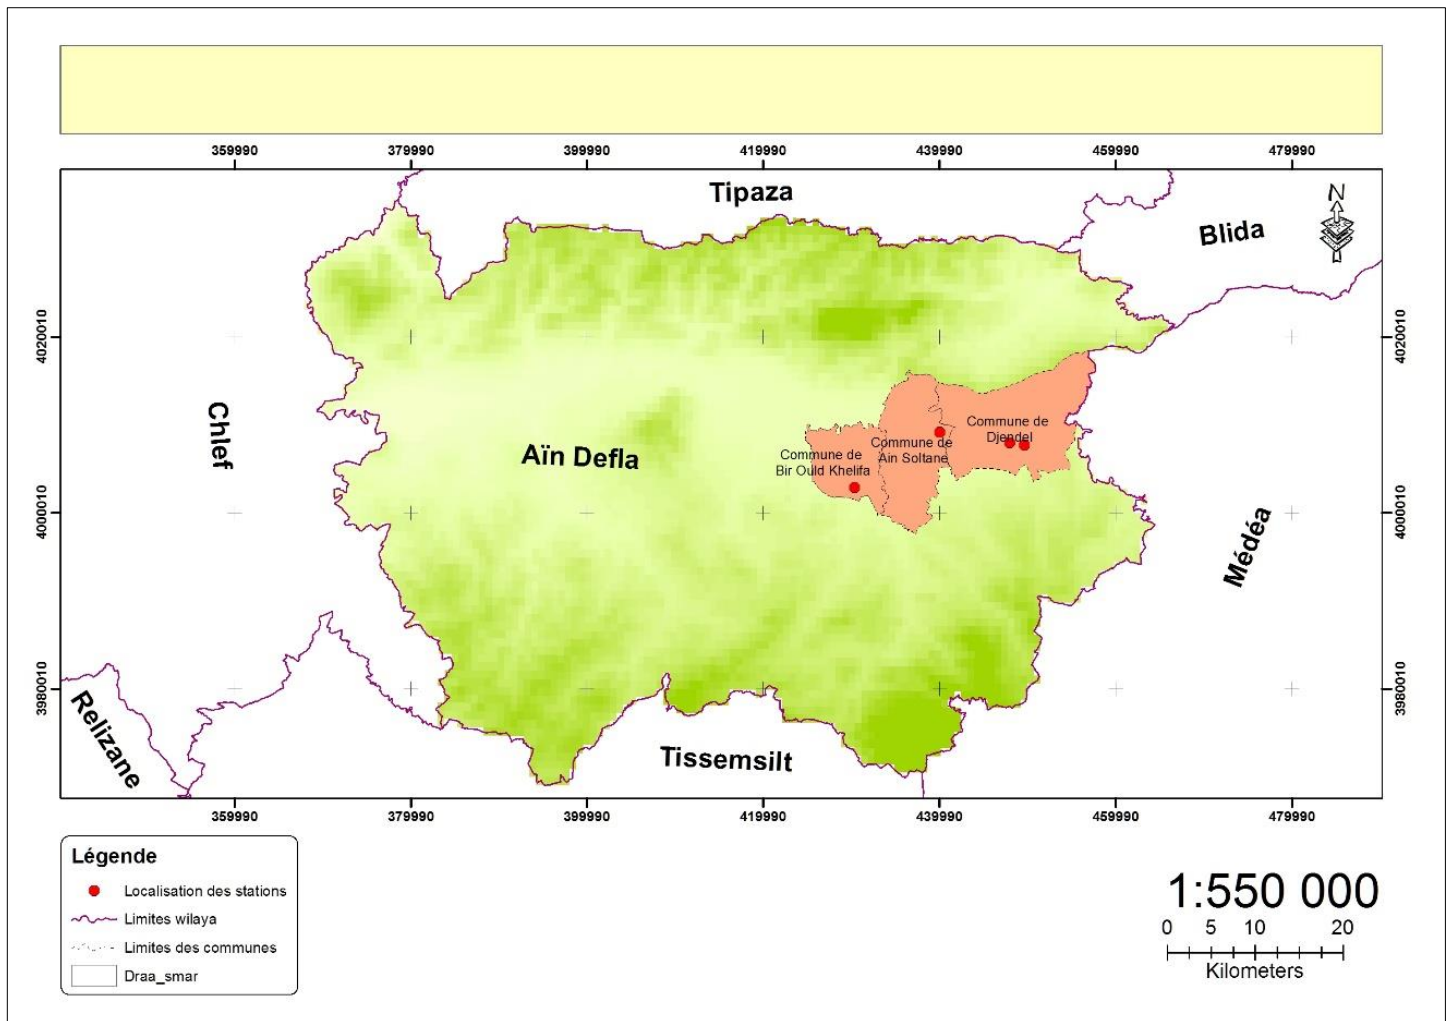 359990 379990 399990 419990 439990 459990 479990
Tipaza
N
Blida
4020010 4020010
Chlef
Commune de
Djendel
Commune de
Ain Soltane
Commune de
Bir Ould Khelifa
Aïn Defla
4000010 4000010
Médéa
3980010 3980010
Relizane
Tissemsilt
359990 379990 399990 419990 439990 459990 479990
Légende
Localisation des stations
Limites wilaya
Limites des communes
Draa_smar
1:550 000
0 5 10 20
Kilometers